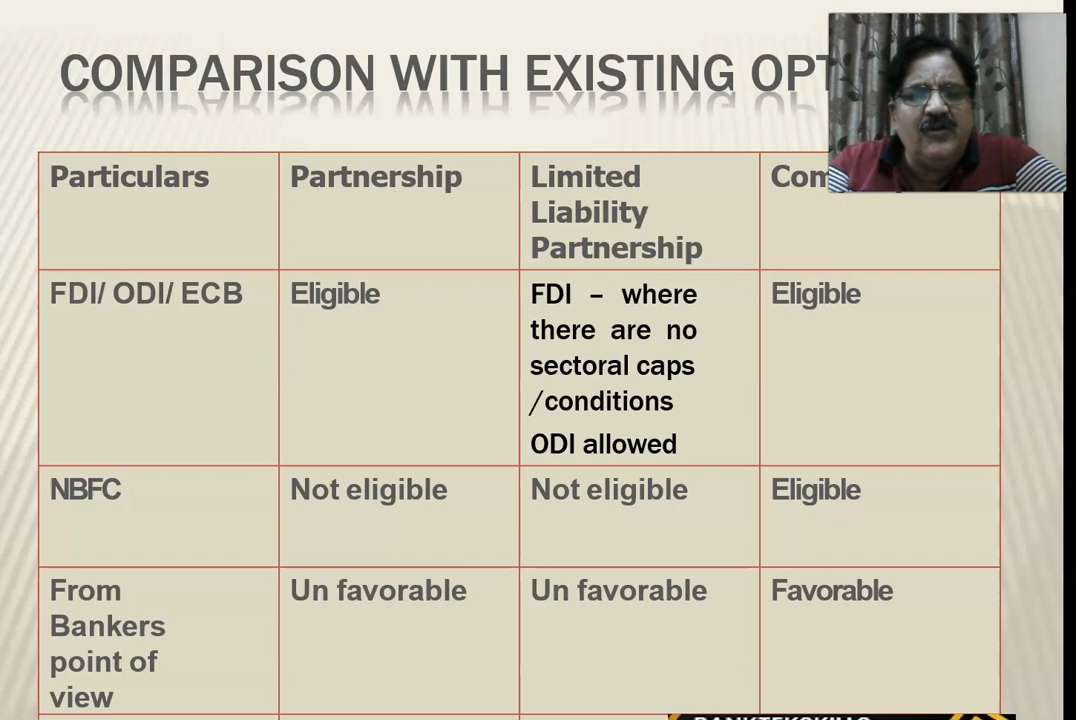 COMPARISON WITH EXISTING
Particulars Partnership Limited
Liability
Partnership
FDI/ ODI/ ECB Eligible FDI – where Eligible
there are no
sectoral caps
/conditions
ODI allowed
NBFC Not eligible Not eligible Eligible
From Un favorable Un favorable Favorable
Bankers
point of
view